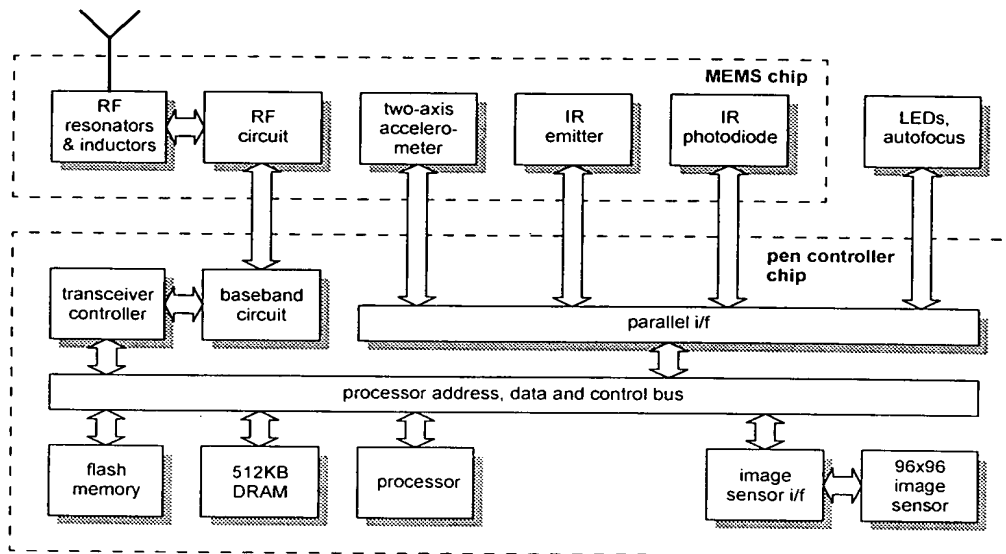 MEMS chip
RF
resonators
& inductors
RF
circuit
two-axis
accelero-
meter
IR
emitter
IR
photodiode
LEDs,
autofocus
pen controller
chip
transceiver
controller
baseband
circuit
parallel i/f
processor address, data and control bus
flash
memory
512KB
DRAM
processor
image
sensor i/f
96x96
image
sensor